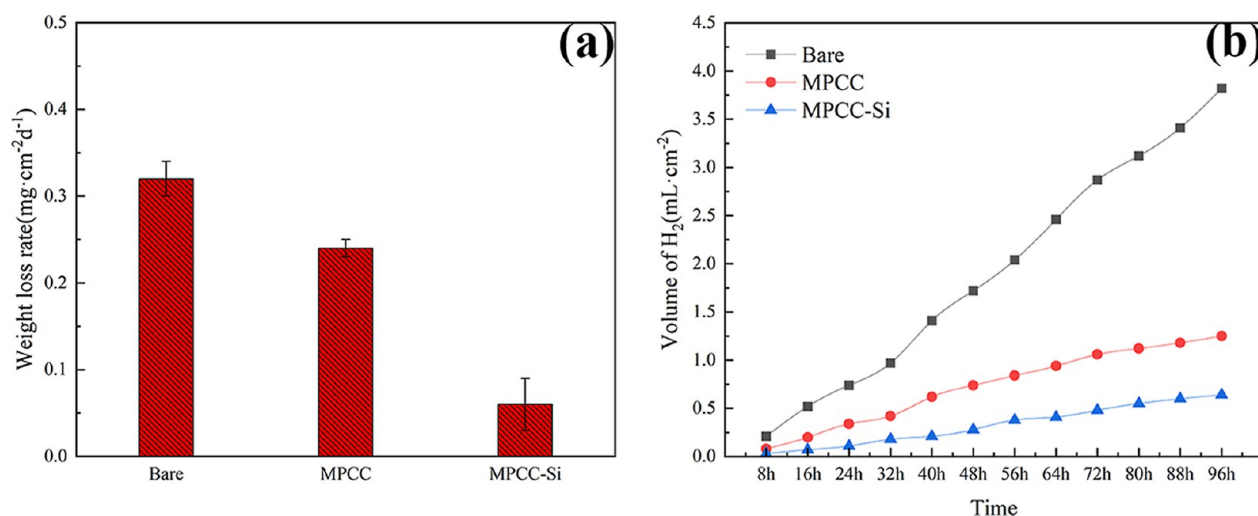 (a)
Weight loss rate(mg·cm⁻²d⁻¹)
0.5
0.4
0.3
0.2
0.1
0.0
Bare MPCC MPCC-Si
(b)
Volume of H₂(mL·cm⁻²)
4.5
4.0
3.5
3.0
2.5
2.0
1.5
1.0
0.5
0.0
Bare
MPCC
MPCC-Si
8h 16h 24h 32h 40h 48h 56h 64h 72h 80h 88h 96h
Time